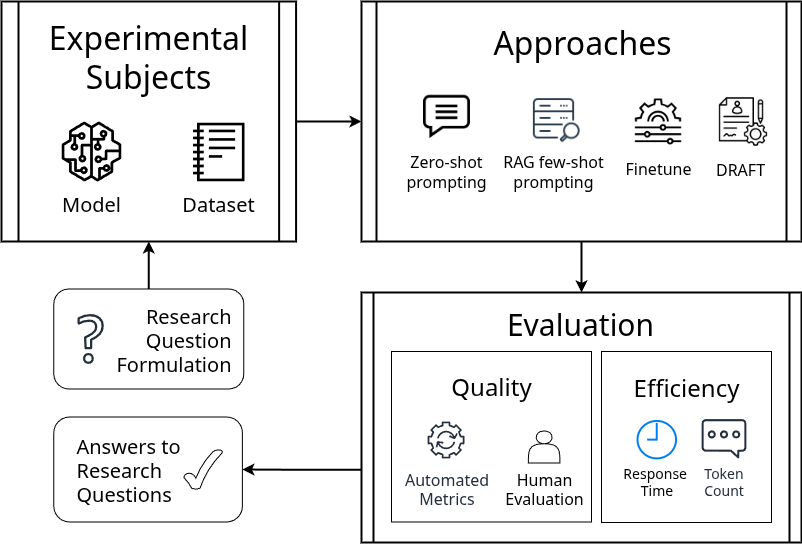 Experimental
Subjects
Model
Dataset
Approaches
Zero-shot
prompting
RAG few-shot
prompting
Finetune
DRAFT
Research
Question
Formulation
Evaluation
Quality
Automated
Metrics
Human
Evaluation
Efficiency
Response
Time
Token
Count
Answers to
Research
Questions